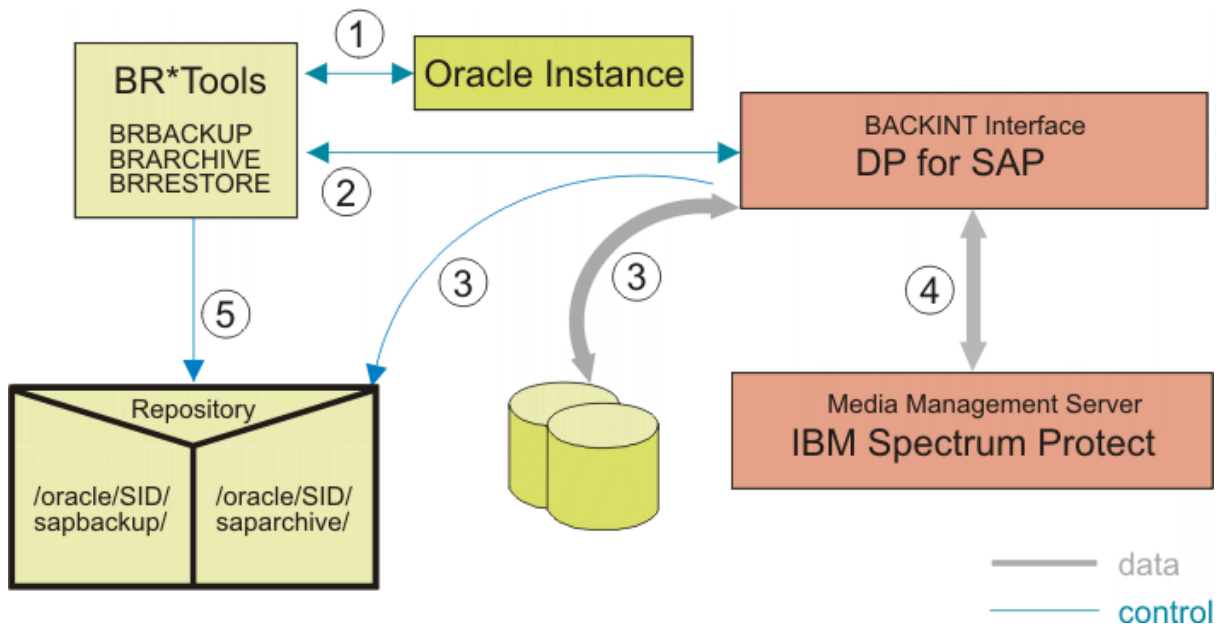 1
BR*Tools
BRBACKUP
BRARCHIVE
BRRESTORE
Oracle Instance
BACKINT Interface
DP for SAP
2
3
3
4
5
Repository
/oracle/SID/
sapbackup/
/oracle/SID/
saparchive/
Media Management Server
IBM Spectrum Protect
data
control